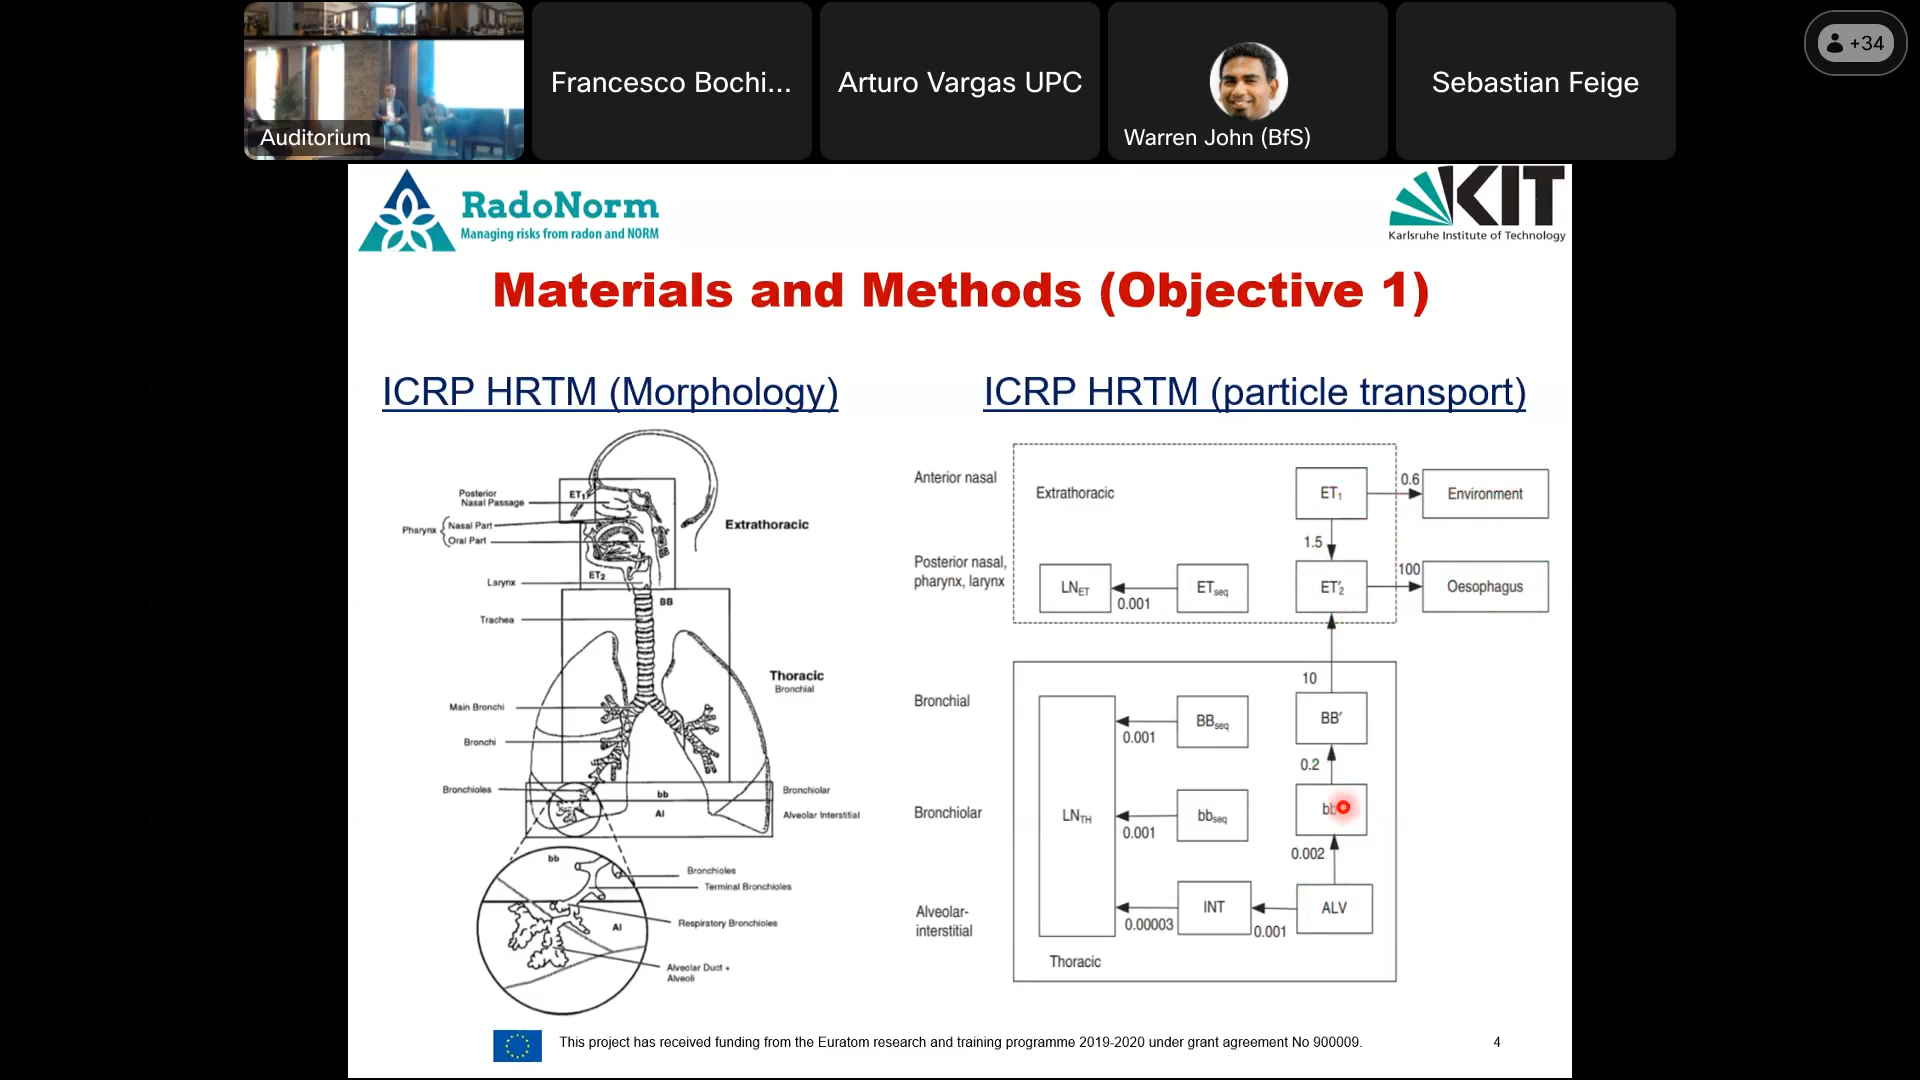 Auditorium
Francesco Bochi...
Arturo Vargas UPC
Warren John (BfS)
Sebastian Feige
+34
RadoNorm
Managing risks from radon and NORM
KIT
Karlsruhe Institute of Technology
Materials and Methods (Objective 1)
ICRP HRTM (Morphology)
Posterior
Nasal Passage
Pharynx
Nasal Part
Oral Part
Larynx
Trachea
Main Bronchi
Bronchi
Bronchioles
ET1
ET2
BB
bb
AI
Extrathoracic
Thoracic
Bronchial
Bronchiolar
Alveolar Interstitial
bb
AI
Bronchioles
Terminal Bronchioles
Respiratory Bronchioles
Alveolar Duct +
Alveoli
ICRP HRTM (particle transport)
Anterior nasal
Extrathoracic
ET1
0.6
Environment
1.5
Posterior nasal,
pharynx, larynx
LNET
0.001
ETseq
ET′2
100
Oesophagus
10
Bronchial
BBseq
0.001
BB′
0.2
Bronchiolar
LNTH
bbseq
0.001
0.002
Alveolar-
interstitial
INT
0.00003
0.001
ALV
Thoracic
This project has received funding from the Euratom research and training programme 2019-2020 under grant agreement No 900009.
4